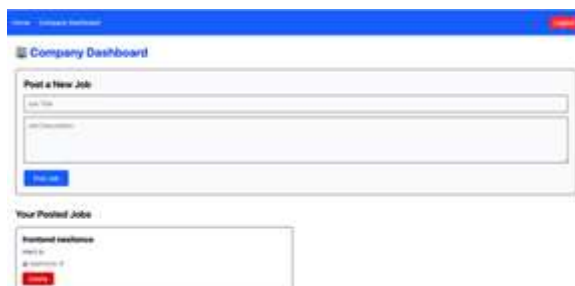 Home Company Dashboard Logout
Company Dashboard
Post a New Job
Job Title
Job Description
Post Job
Your Posted Jobs
Delete